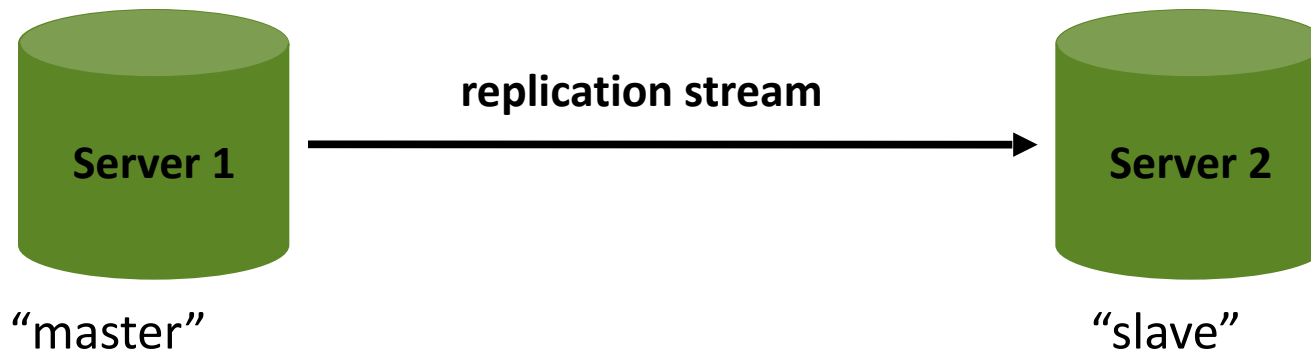 replication stream
Server 1
Server 2
“master”
“slave”